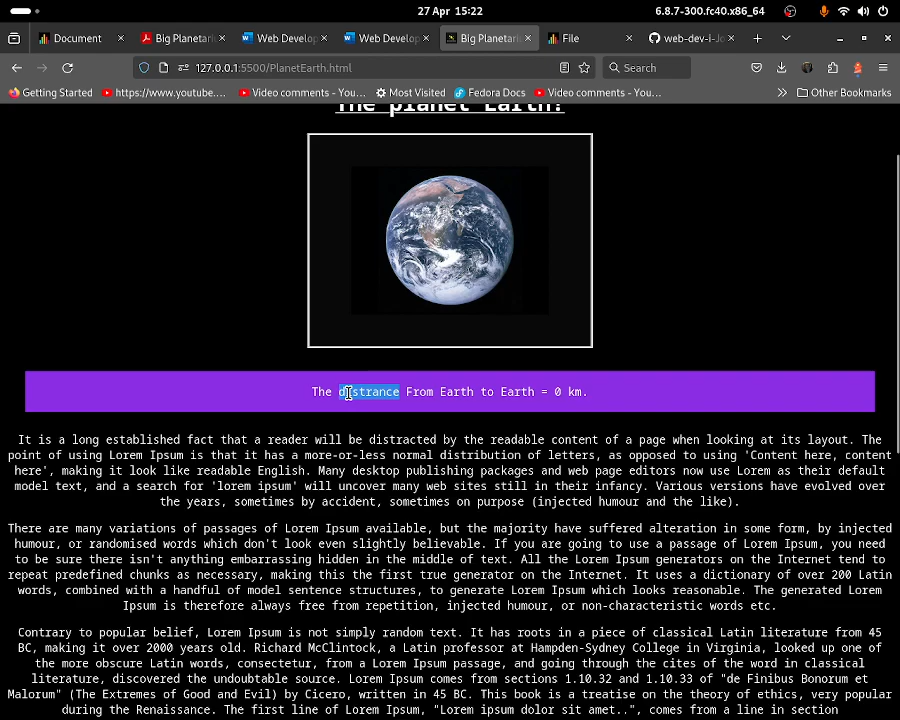 27 Apr 15:22
6.8.7-300.fc40.x86_64
Document
Big Planetari
Web Develop
Web Develop
Big Planetari
File
web-dev-i-Jo
127.0.0.1:5500/PlanetEarth.html
Search
Getting Started
https://www.youtube....
Video comments - You...
Most Visited
Fedora Docs
Video comments - You...
Other Bookmarks
The planet Earth!
The distrance From Earth to Earth = 0 km.
It is a long established fact that a reader will be distracted by the readable content of a page when looking at its layout. The
point of using Lorem Ipsum is that it has a more-or-less normal distribution of letters, as opposed to using 'Content here, content
here', making it look like readable English. Many desktop publishing packages and web page editors now use Lorem as their default
model text, and a search for 'lorem ipsum' will uncover many web sites still in their infancy. Various versions have evolved over
the years, sometimes by accident, sometimes on purpose (injected humour and the like).
There are many variations of passages of Lorem Ipsum available, but the majority have suffered alteration in some form, by injected
humour, or randomised words which don't look even slightly believable. If you are going to use a passage of Lorem Ipsum, you need
to be sure there isn't anything embarrassing hidden in the middle of text. All the Lorem Ipsum generators on the Internet tend to
repeat predefined chunks as necessary, making this the first true generator on the Internet. It uses a dictionary of over 200 Latin
words, combined with a handful of model sentence structures, to generate Lorem Ipsum which looks reasonable. The generated Lorem
Ipsum is therefore always free from repetition, injected humour, or non-characteristic words etc.
Contrary to popular belief, Lorem Ipsum is not simply random text. It has roots in a piece of classical Latin literature from 45
BC, making it over 2000 years old. Richard McClintock, a Latin professor at Hampden-Sydney College in Virginia, looked up one of
the more obscure Latin words, consectetur, from a Lorem Ipsum passage, and going through the cites of the word in classical
literature, discovered the undoubtable source. Lorem Ipsum comes from sections 1.10.32 and 1.10.33 of "de Finibus Bonorum et
Malorum" (The Extremes of Good and Evil) by Cicero, written in 45 BC. This book is a treatise on the theory of ethics, very popular
during the Renaissance. The first line of Lorem Ipsum, "Lorem ipsum dolor sit amet..", comes from a line in section